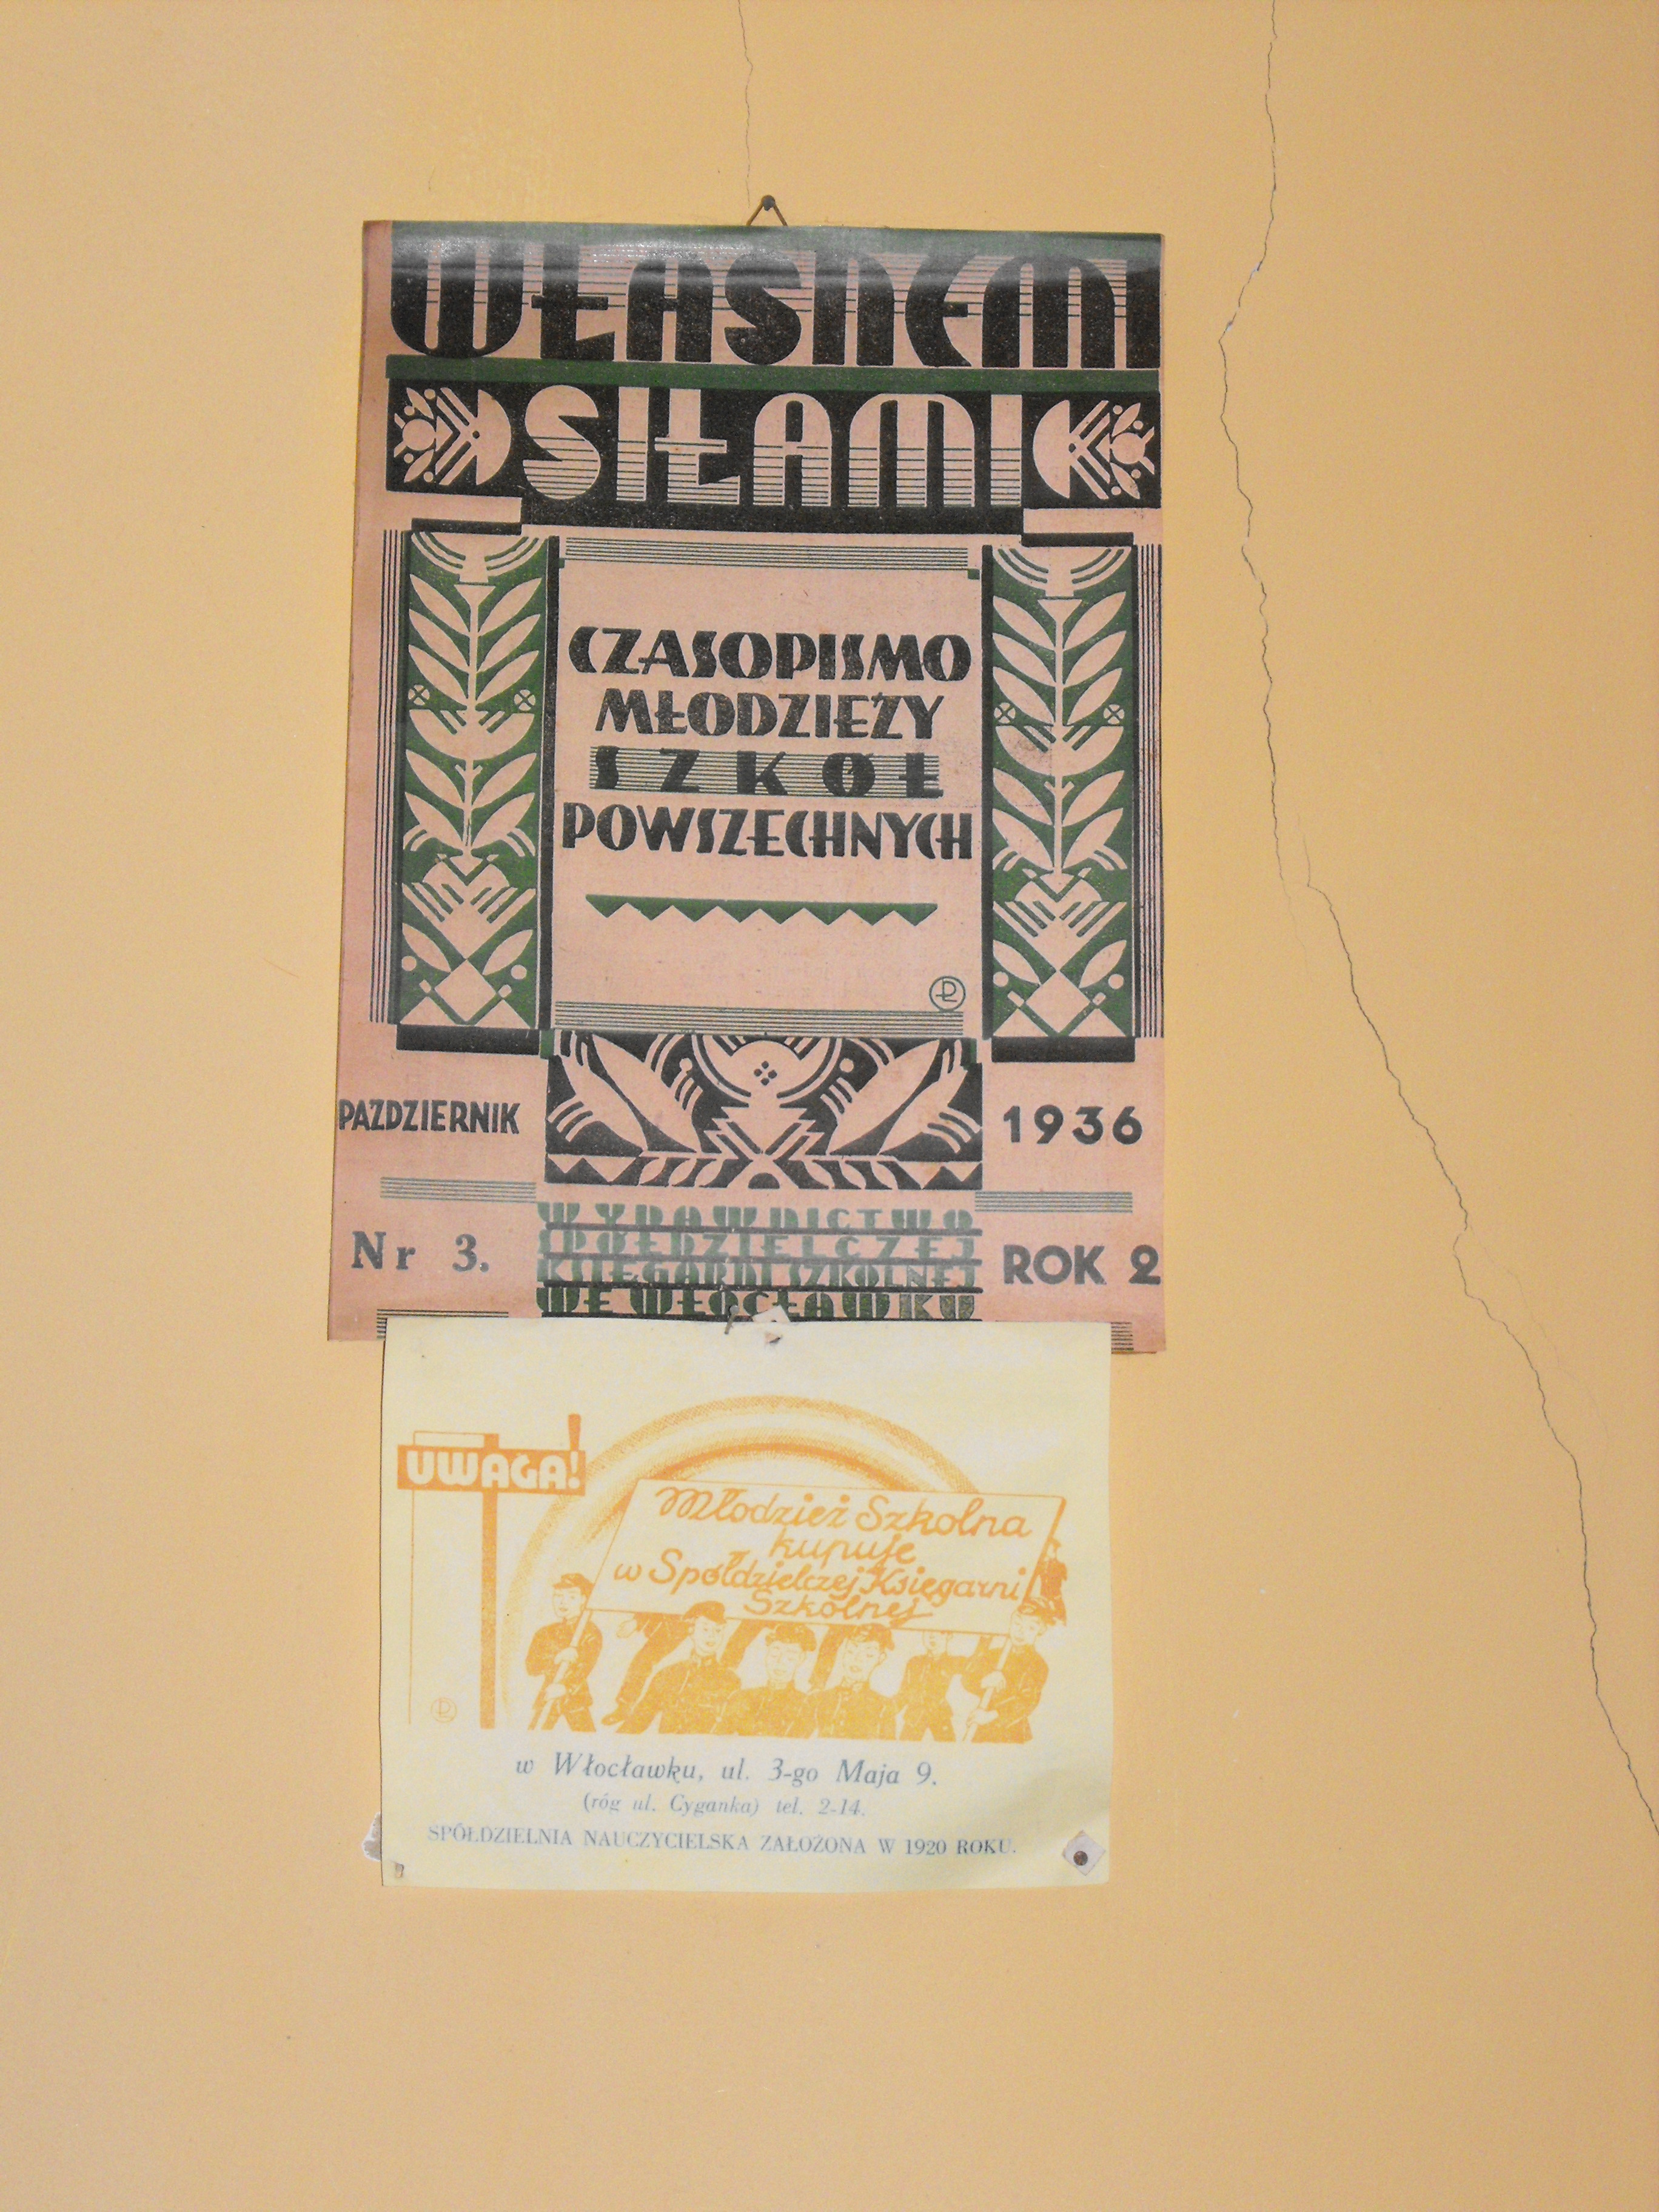 WŁASNEMI
SIŁAMI
CZASOPISMO
MŁODZIEŻY
SZKÓŁ
POWSZECHNYCH
PAŹDZIERNIK
1936
Nr 3.
WYDAWNICTWO
SPÓŁDZIELCZEJ
KSIĘGARNI SZKOLNEJ
WE WŁOCŁAWKU
ROK 2
UWAGA!
Młodzież Szkolna
kupuje
w Spółdzielczej Księgarni
Szkolnej
w Włocławku, ul. 3-go Maja 9.
(róg ul. Cyganka) tel. 2-14.
SPÓŁDZIELNIA NAUCZYCIELSKA ZAŁOŻONA W 1920 ROKU.